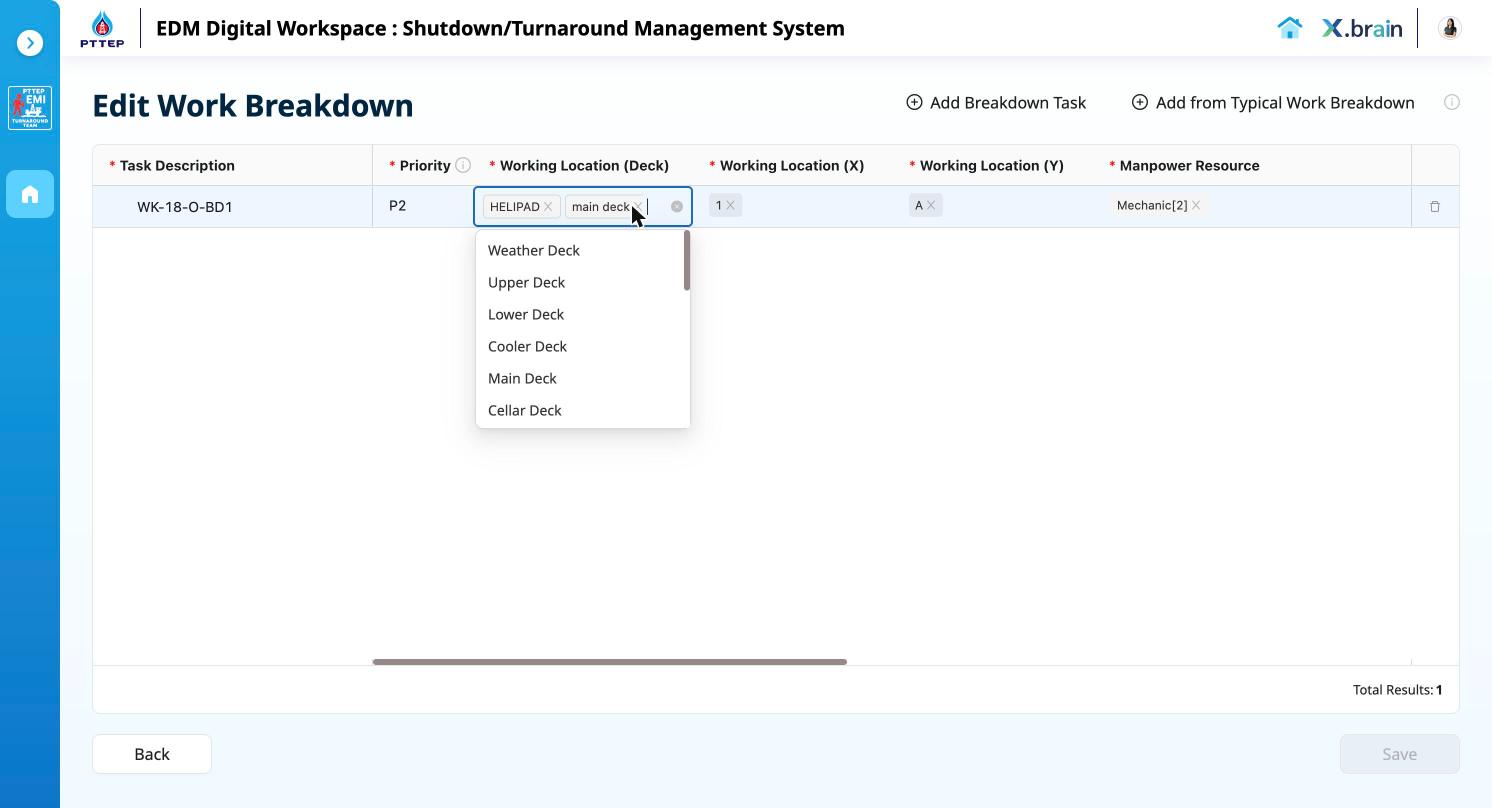 PTTEP
EDM Digital Workspace : Shutdown/Turnaround Management System
X.brain
PTTEP
EMI
TURNAROUND
TEAM
Edit Work Breakdown
Add Breakdown Task
Add from Typical Work Breakdown
* Task Description
* Priority
* Working Location (Deck)
* Working Location (X)
* Working Location (Y)
* Manpower Resource
WK-18-O-BD1
P2
HELIPAD
main deck
1
A
Mechanic[2]
Weather Deck
Upper Deck
Lower Deck
Cooler Deck
Main Deck
Cellar Deck
Total Results: 1
Back
Save